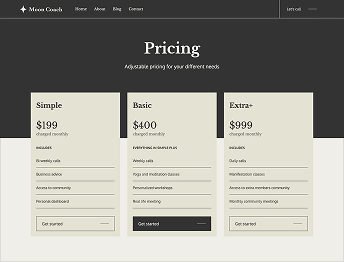 Moon Coach
Home About Blog Contact
Let's call
Pricing
Adjustable pricing for your different needs
Simple
$199
charged monthly
INCLUDES
Bi-weekly calls
Business advice
Access to community
Personal dashboard
Get started
Basic
$400
charged monthly
EVERYTHING IN SIMPLE PLUS
Weekly calls
Yoga and meditation classes
Personalized workshops
Real life meeting
Get started
Extra+
$999
charged monthly
INCLUDES
Daily calls
Manifestation classes
Access to extra members community
Monthly community meetings
Get started